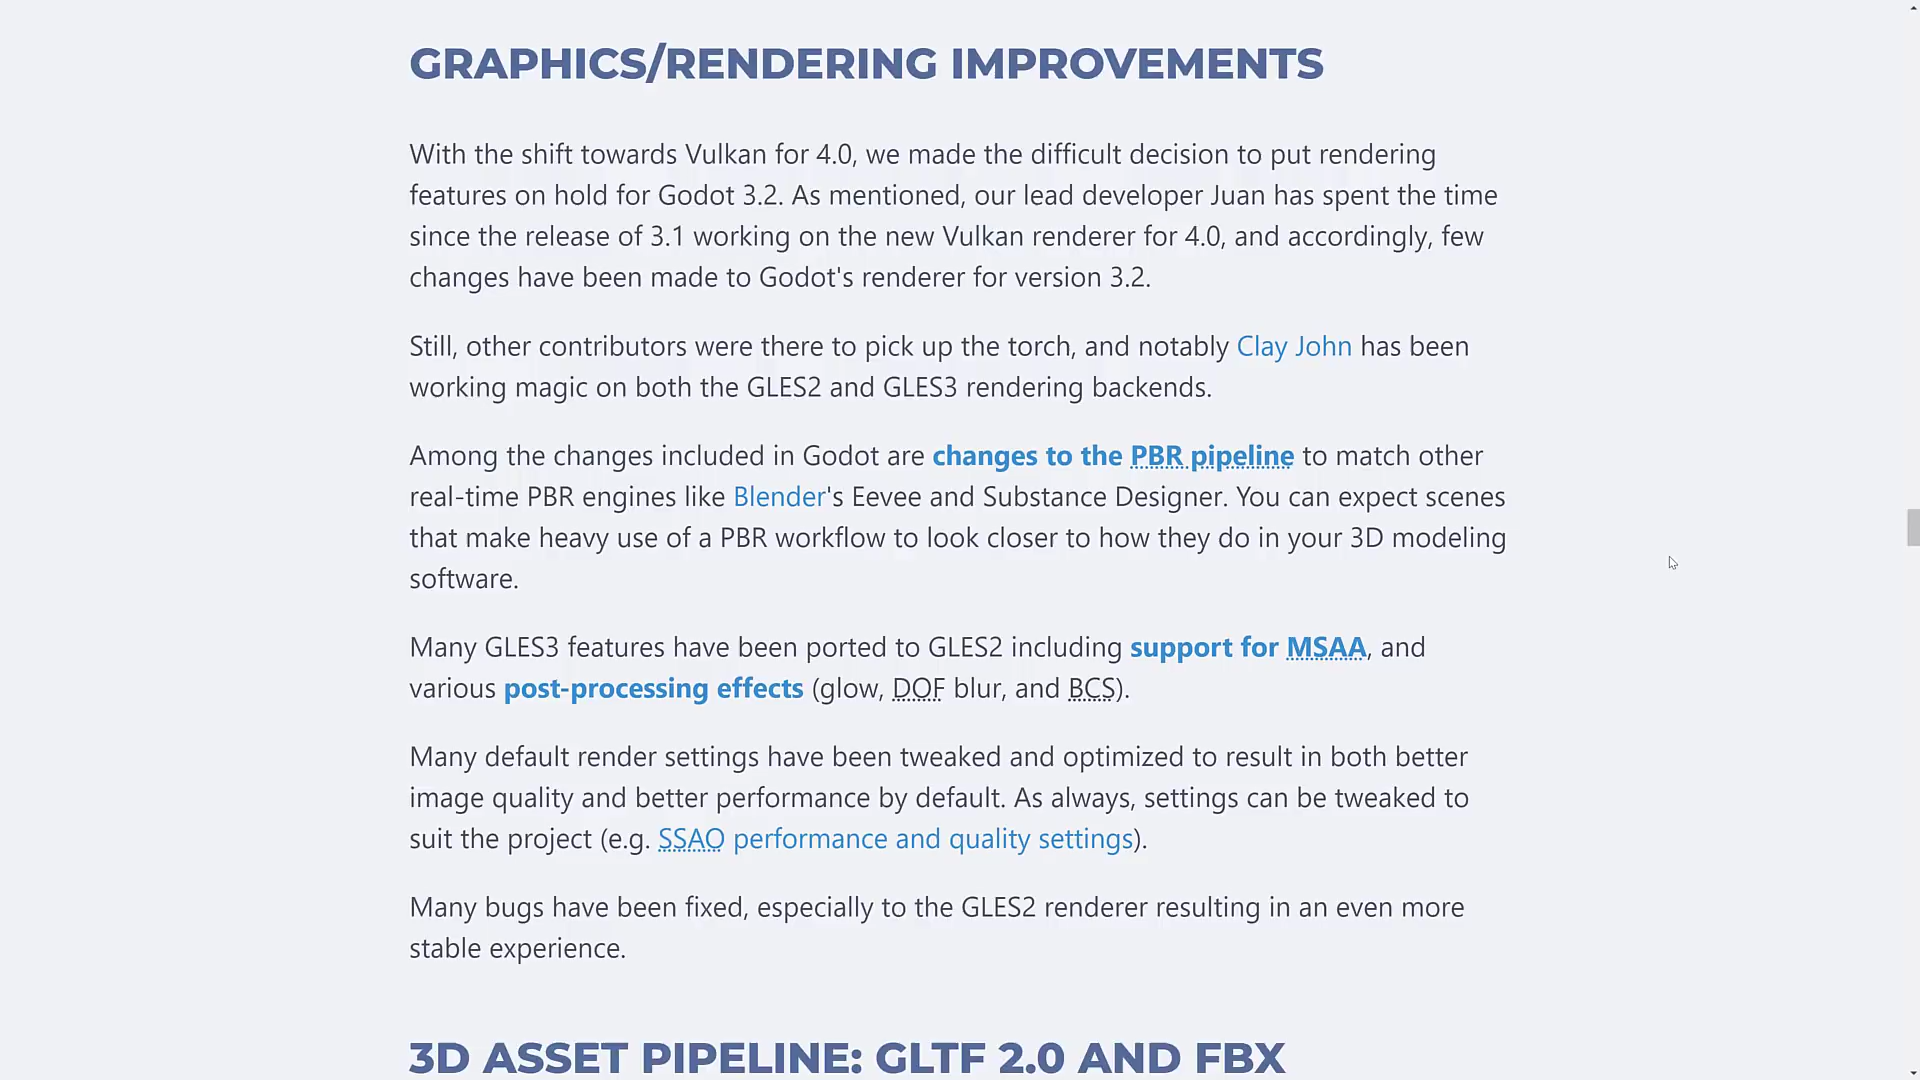 GRAPHICS/RENDERING IMPROVEMENTS
With the shift towards Vulkan for 4.0, we made the difficult decision to put rendering
features on hold for Godot 3.2. As mentioned, our lead developer Juan has spent the time
since the release of 3.1 working on the new Vulkan renderer for 4.0, and accordingly, few
changes have been made to Godot's renderer for version 3.2.
Still, other contributors were there to pick up the torch, and notably Clay John has been
working magic on both the GLES2 and GLES3 rendering backends.
Among the changes included in Godot are changes to the PBR pipeline to match other
real-time PBR engines like Blender's Eevee and Substance Designer. You can expect scenes
that make heavy use of a PBR workflow to look closer to how they do in your 3D modeling
software.
Many GLES3 features have been ported to GLES2 including support for MSAA, and
various post-processing effects (glow, DOF blur, and BCS).
Many default render settings have been tweaked and optimized to result in both better
image quality and better performance by default. As always, settings can be tweaked to
suit the project (e.g. SSAO performance and quality settings).
Many bugs have been fixed, especially to the GLES2 renderer resulting in an even more
stable experience.
3D ASSET PIPELINE: GLTF 2.0 AND FBX